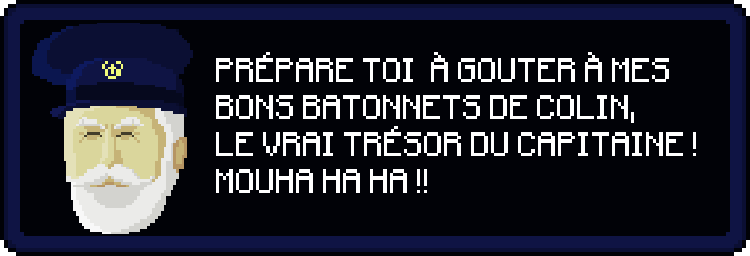 PRÉPARE TOI À GOUTER À MES
BONS BATONNETS DE COLIN,
LE VRAI TRÉSOR DU CAPITAINE !
MOUHA HA HA !!